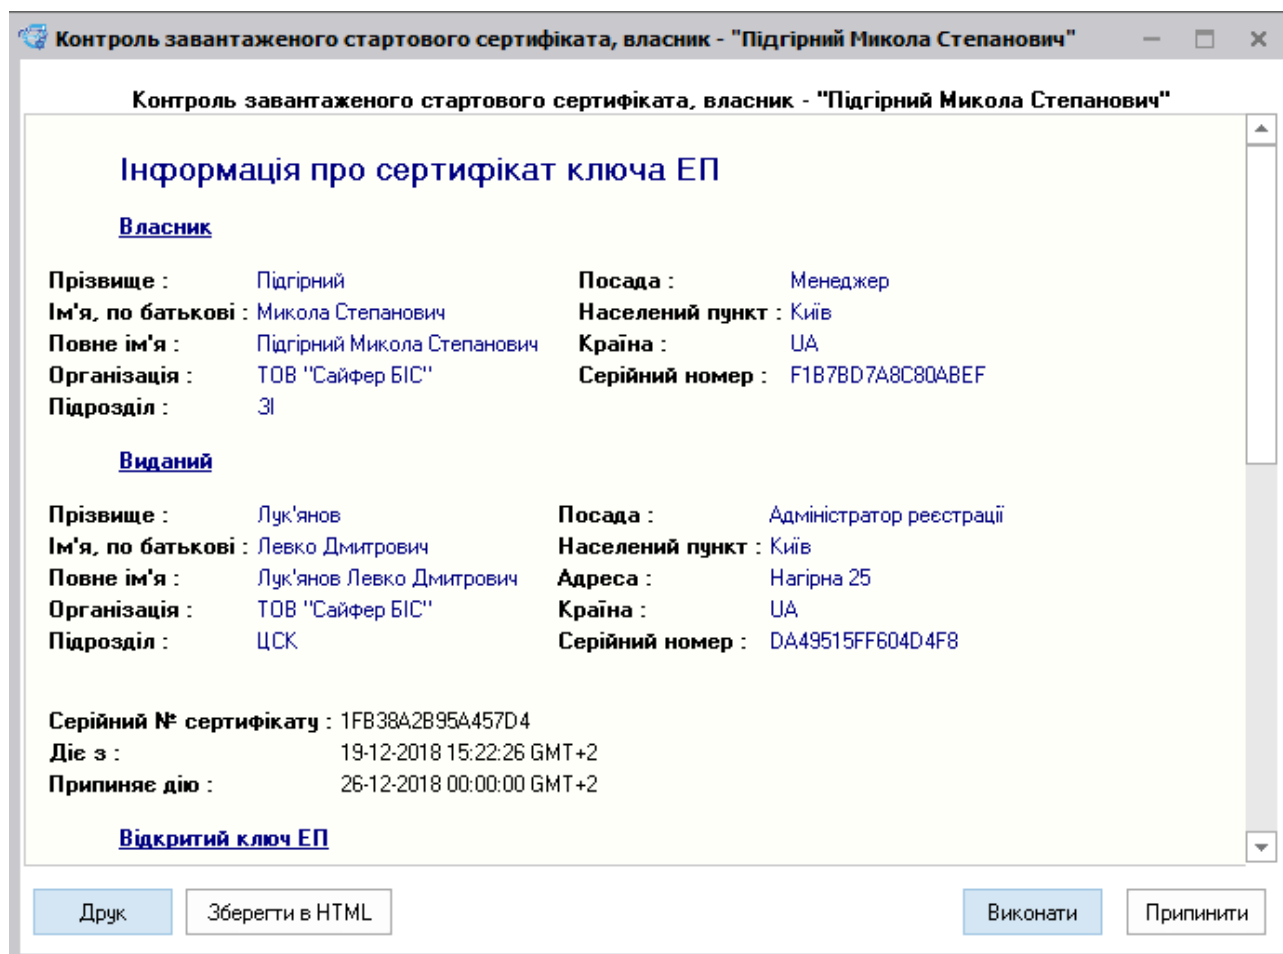 Контроль завантаженого стартового сертифіката, власник - "Підгірний Микола Степанович"
Контроль завантаженого стартового сертифіката, власник - "Підгірний Микола Степанович"
Інформація про сертифікат ключа ЕП
Власник
Прізвище : Підгірний Посада : Менеджер
Ім'я, по батькові : Микола Степанович Населений пункт : Київ
Повне ім'я : Підгірний Микола Степанович Країна : UA
Організація : ТОВ "Сайфер БІС" Серійний номер : F1B7BD7A8C80ABEF
Підрозділ : ЗІ
Виданий
Прізвище : Лук'янов Посада : Адміністратор реєстрації
Ім'я, по батькові : Левко Дмитрович Населений пункт : Київ
Повне ім'я : Лук'янов Левко Дмитрович Адреса : Нагірна 25
Організація : ТОВ "Сайфер БІС" Країна : UA
Підрозділ : ЦСК Серійний номер : DA49515FF604D4F8
Серійний № сертифікату : 1FB38A2B95A457D4
Діє з : 19-12-2018 15:22:26 GMT+2
Припиняє дію : 26-12-2018 00:00:00 GMT+2
Відкритий ключ ЕП
Друк Зберегти в HTML Виконати Припинити